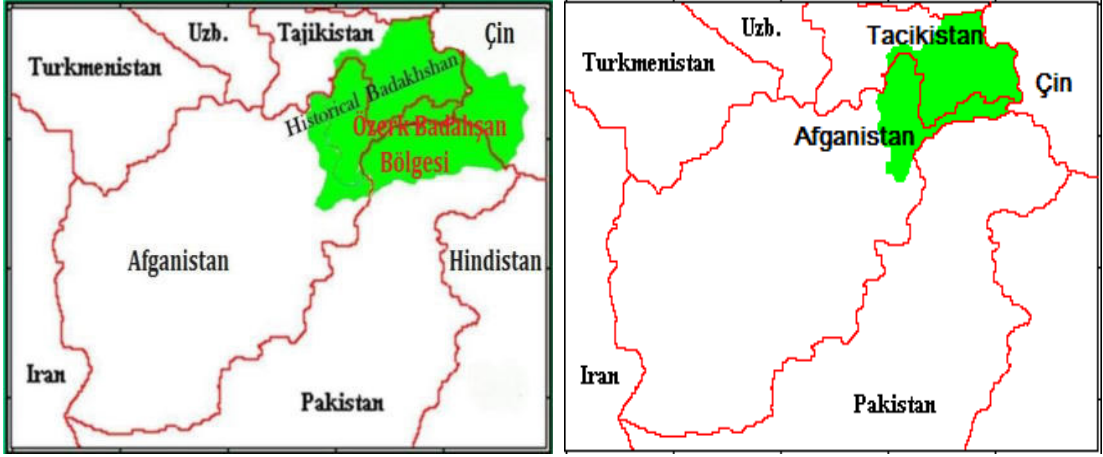 Uzb.
Tajikistan
Çin
Turkmenistan
Historical Badakhshan
Özerk Badahşan
Bölgesi
Afganistan
Hindistan
Iran
Pakistan
Uzb.
Tacikistan
Turkmenistan
Çin
Afganistan
Iran
Pakistan